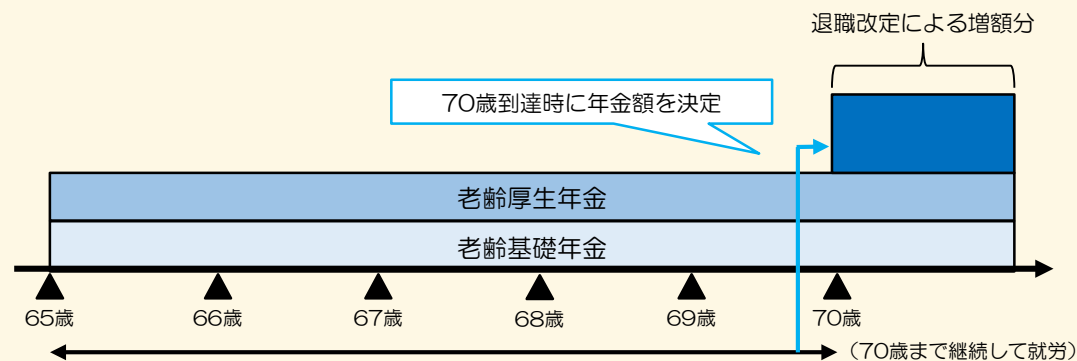 退職改定による増額分
70歳到達時に年金額を決定
老齢厚生年金
老齢基礎年金
65歳 66歳 67歳 68歳 69歳 70歳
（70歳まで継続して就労）